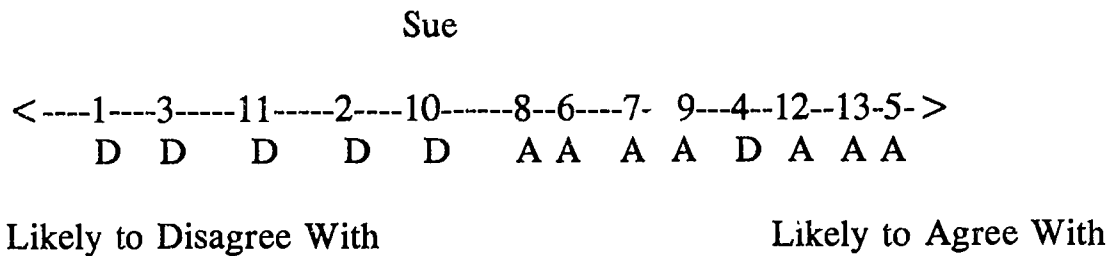 Sue
<----1----3-----11-----2----10------8--6----7- 9---4--12--13-5->
D D D D D A A A A D A A A
Likely to Disagree With Likely to Agree With